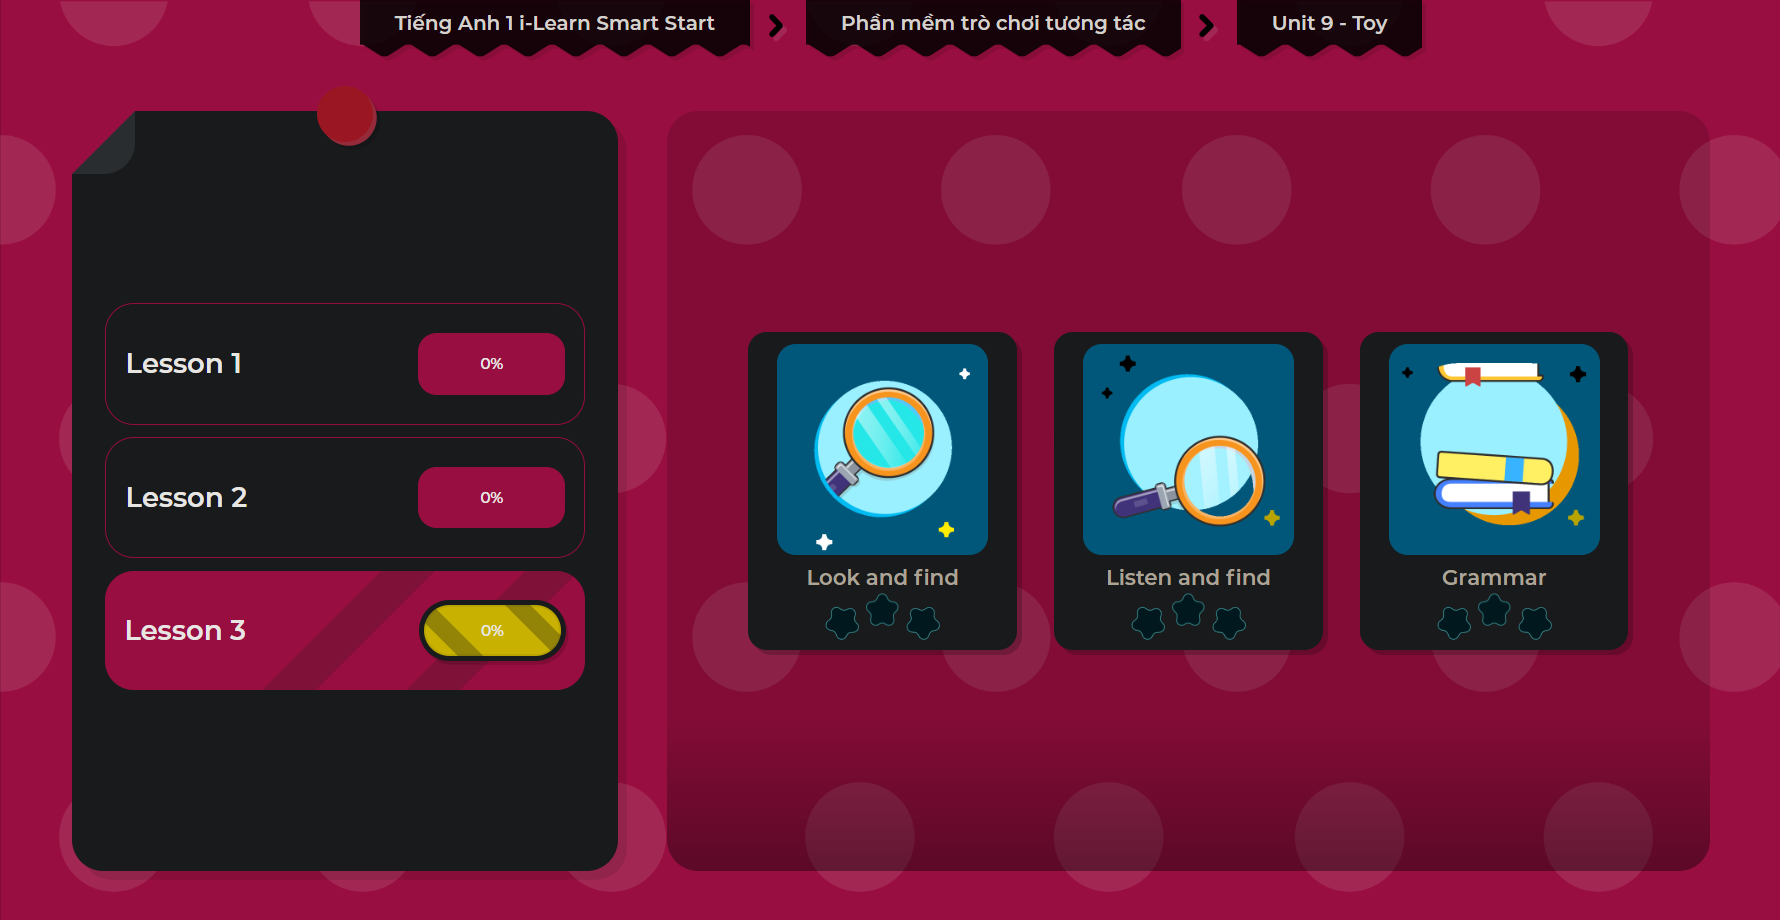 Tiếng Anh 1 i-Learn Smart Start
Phần mềm trò chơi tương tác
Unit 9 - Toy
Lesson 1
0%
Lesson 2
0%
Lesson 3
0%
Look and find
Listen and find
Grammar